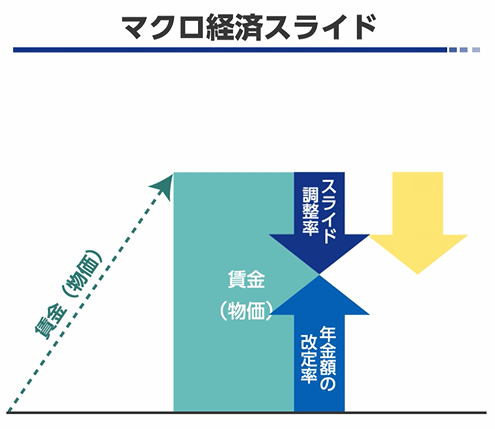 マクロ経済スライド
賃金（物価）
賃金
（物価）
スライド
調整率
年金額の
改定率